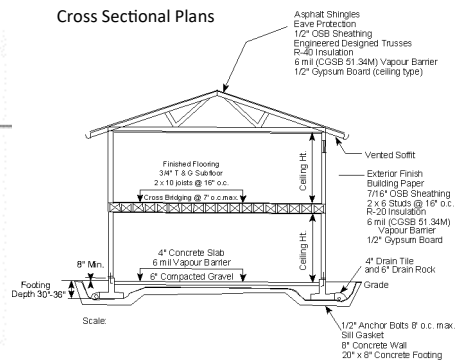 Cross Sectional Plans
Asphalt Shingles
Eave Protection
1/2" OSB Sheathing
Engineered Designed Trusses
R-40 Insulation
6 mil (CGSB 51.34M) Vapour Barrier
1/2" Gypsum Board (ceiling type)
Vented Soffit
Ceiling Ht.
Finished Flooring
3/4" T & G Subfloor
2 x 10 joists @ 16" o.c.
Cross Bridging @ 7' o.c.max.
Exterior Finish
Building Paper
7/16" OSB Sheathing
2 x 6 Studs @ 16" o.c.
R-20 Insulation
6 mil (CGSB 51.34M)
Vapour Barrier
1/2" Gypsum Board
Ceiling Ht.
4" Concrete Slab
6 mil Vapour Barrier
6" Compacted Gravel
8" Min.
Footing
Depth 30"-36"
4" Drain Tile
and 6" Drain Rock
Grade
Scale:
1/2" Anchor Bolts 8' o.c. max.
Sill Gasket
8" Concrete Wall
20" x 8" Concrete Footing